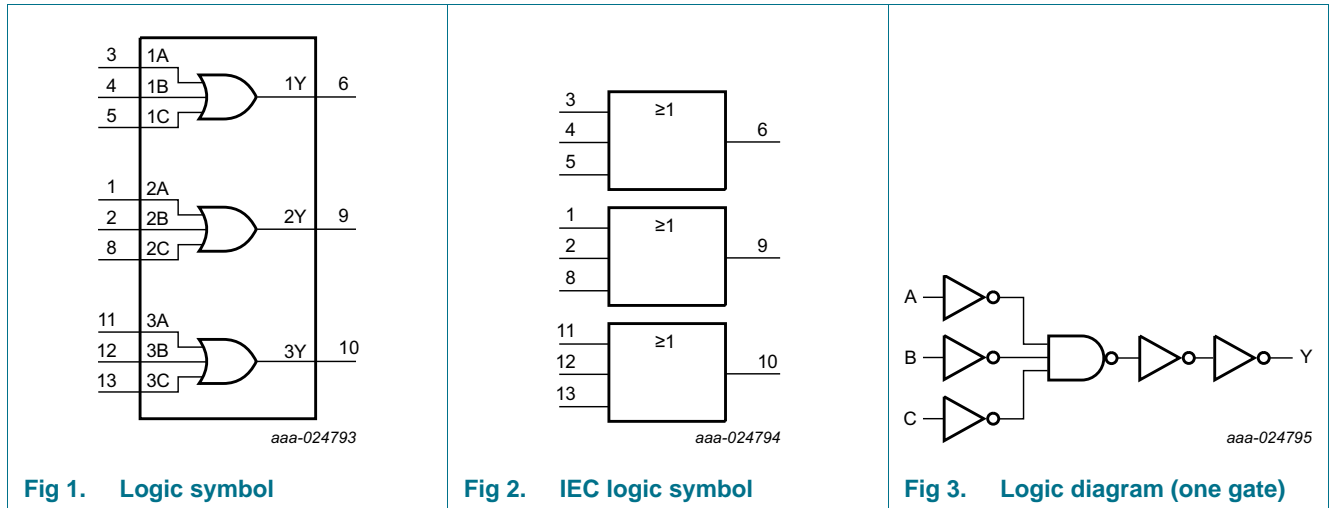 3 1A
4 1B 1Y 6
5 1C
1 2A
2 2B 2Y 9
8 2C
11 3A
12 3B 3Y 10
13 3C
aaa-024793
Fig 1. Logic symbol
3 ≥1
4 6
5
1 ≥1
2 9
8
11 ≥1
12 10
13
aaa-024794
Fig 2. IEC logic symbol
A
B Y
C
aaa-024795
Fig 3. Logic diagram (one gate)